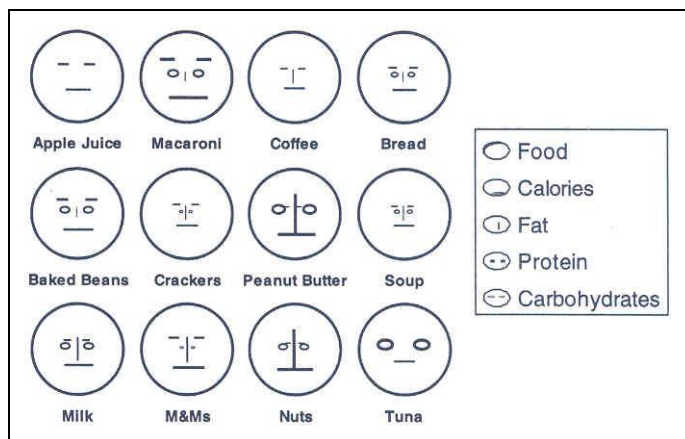 Apple Juice Macaroni Coffee Bread
Baked Beans Crackers Peanut Butter Soup
Milk M&Ms Nuts Tuna
Food
Calories
Fat
Protein
Carbohydrates